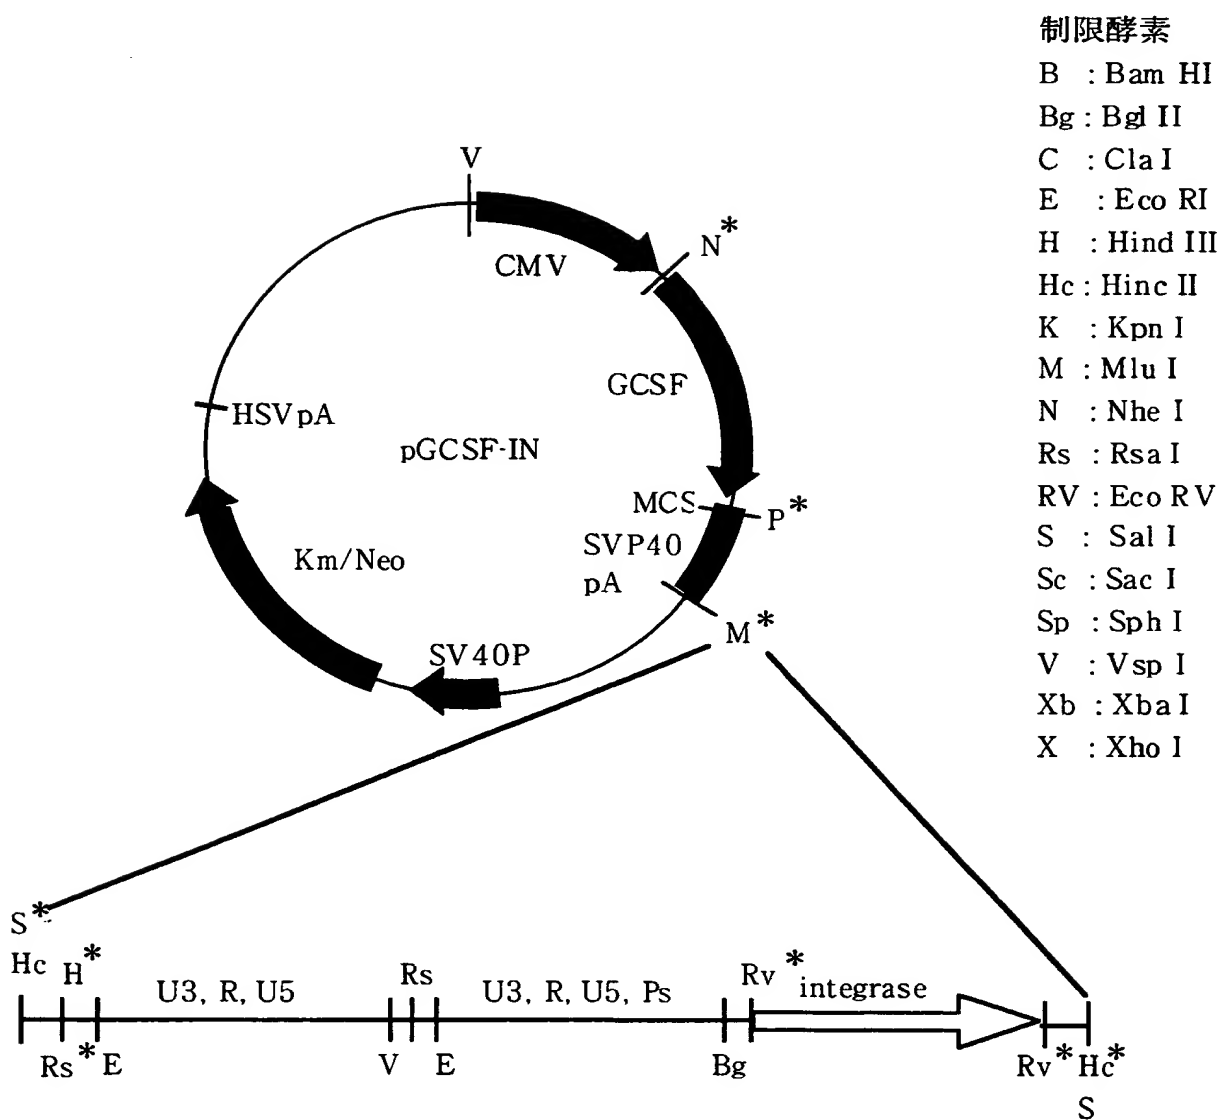 制限酵素
B : Bam HI
Bg : Bgl II
C : Cla I
E : Eco RI
H : Hind III
Hc : Hinc II
K : Kpn I
M : Mlu I
N : Nhe I
Rs : Rsa I
RV : Eco RV
S : Sal I
Sc : Sac I
Sp : Sph I
V : Vsp I
Xb : Xba I
X : Xho I
V
N*
CMV
GCSF
HSVpA
pGCSF-IN
MCS
P*
SVP40
pA
Km/Neo
M*
SV40P
S*
Hc
H*
U3, R, U5
Rs
U3, R, U5, Ps
Rv*
integrase
Rs*
E
V
E
Bg
Rv*
Hc*
S